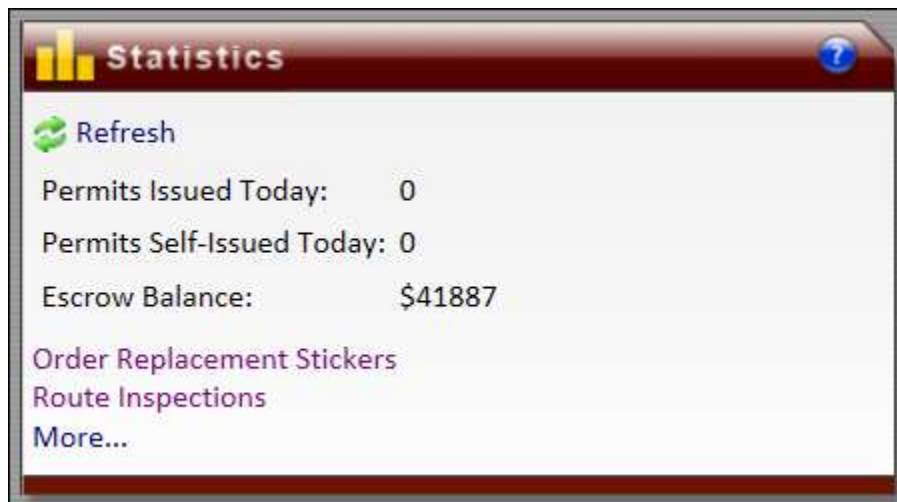 Statistics
?
Refresh
Permits Issued Today: 0
Permits Self-Issued Today: 0
Escrow Balance: $41887
Order Replacement Stickers
Route Inspections
More...